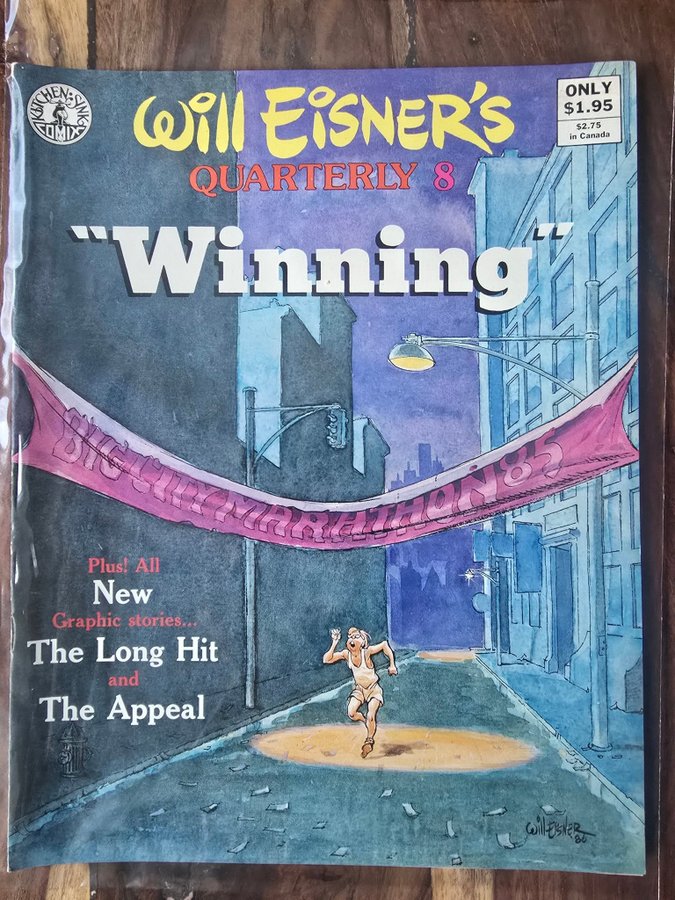 KITCHEN SINK
COMIX
Will EiSNER'S
QUARTERLY 8
ONLY
$1.95
$2.75
in Canada
"Winning"
BIG CITY MARATHON 85
Plus! All
New
Graphic stories...
The Long Hit
and
The Appeal
Will EiSNER
86